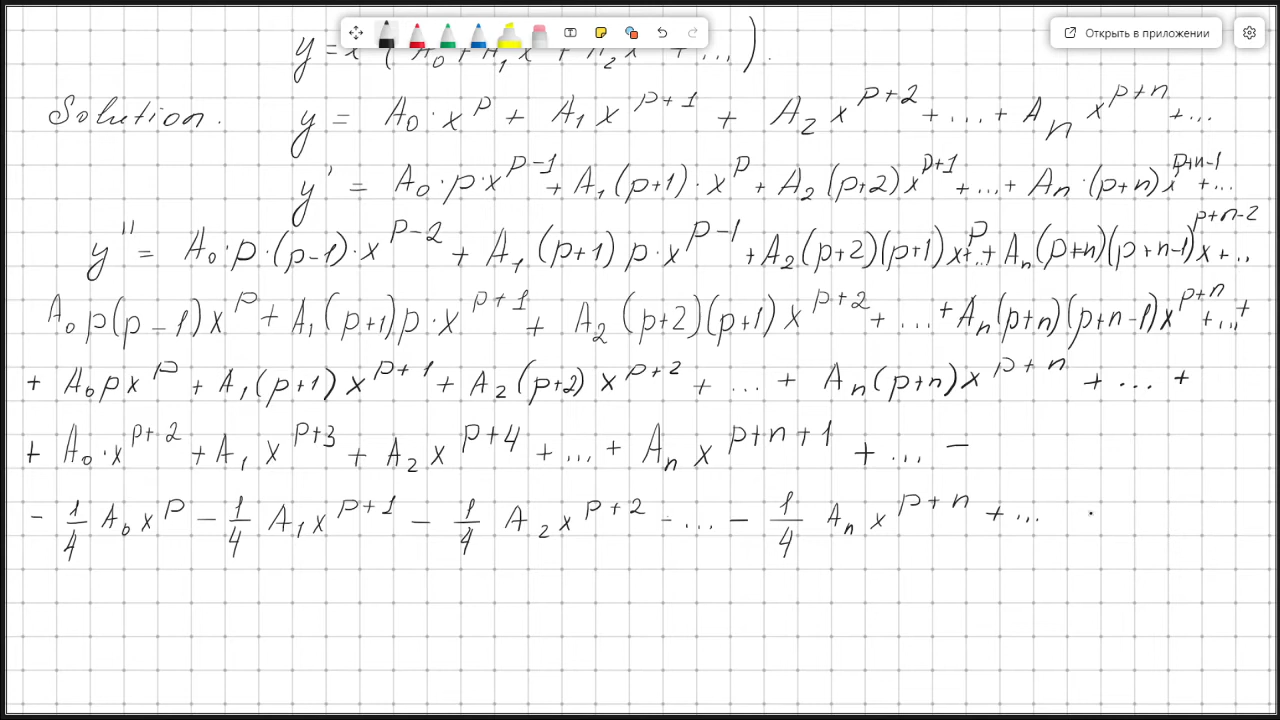 y = x (A₀ + A₁x + A₂x + ...).
Открыть в приложении
Solution. y = A₀·x^p + A₁x^{p+1} + A₂x^{p+2} + ... + Aₙx^{p+n} + ...
y' = A₀·p·x^{p-1} + A₁(p+1)·x^p + A₂(p+2)x^{p+1} + ... + Aₙ·(p+n)x^{p+n-1} + ...
y'' = A₀·p·(p-1)·x^{p-2} + A₁(p+1)p·x^{p-1} + A₂(p+2)(p+1)x^p + ... + Aₙ(p+n)(p+n-1)x^{p+n-2} + ...
A₀p(p-1)x^p + A₁(p+1)p·x^{p+1} + A₂(p+2)(p+1)x^{p+2} + ... + Aₙ(p+n)(p+n-1)x^{p+n} + ... +
+ A₀px^p + A₁(p+1)x^{p+1} + A₂(p+2)x^{p+2} + ... + Aₙ(p+n)x^{p+n} + ... +
+ A₀·x^{p+2} + A₁x^{p+3} + A₂x^{p+4} + ... + Aₙx^{p+n+1} + ... −
− 1/4 A₀x^p − 1/4 A₁x^{p+1} − 1/4 A₂x^{p+2} − ... − 1/4 Aₙx^{p+n} + ...